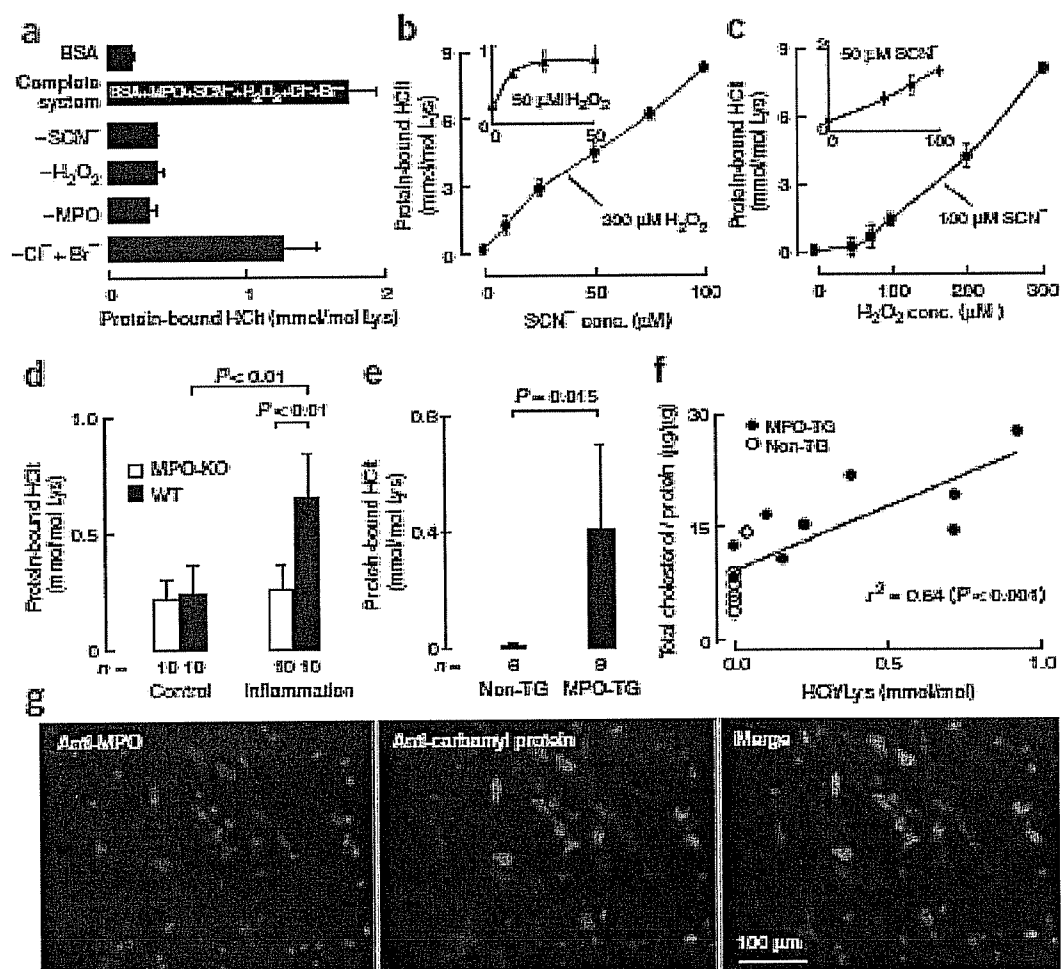 a
BSA
Complete system
BSA+MPO+SCN⁻+H₂O₂+Cl⁻+Br⁻
−SCN⁻
−H₂O₂
−MPO
−Cl⁻+Br⁻
0 1 2
Protein-bound HCit (mmol/mol Lys)
b
Protein-bound HCit
(mmol/mol Lys)
9
6
3
0
1
0
50 µM H₂O₂
0 50
300 µM H₂O₂
0 50 100
SCN⁻ conc. (µM)
c
Protein-bound HCit
(mmol/mol Lys)
9
6
3
0
2
0
50 µM SCN⁻
0 100
100 µM SCN⁻
0 100 200 300
H₂O₂ conc. (µM)
d
P < 0.01
P < 0.01
Protein-bound HCit
(mmol/mol Lys)
1.0
0.5
0
MPO-KO
WT
n = 10 10 10 10
Control Inflammation
e
P = 0.015
Protein-bound HCit
(mmol/mol Lys)
0.8
0.4
0
n = 8 9
Non-TG MPO-TG
f
Total cholesterol / protein (µg/µg)
30
15
0
MPO-TG
Non-TG
r² = 0.64 (P < 0.001)
0.0 0.5 1.0
HCit/Lys (mmol/mol)
g
Anti-MPO
Anti-carbamyl protein
Merge
100 µm